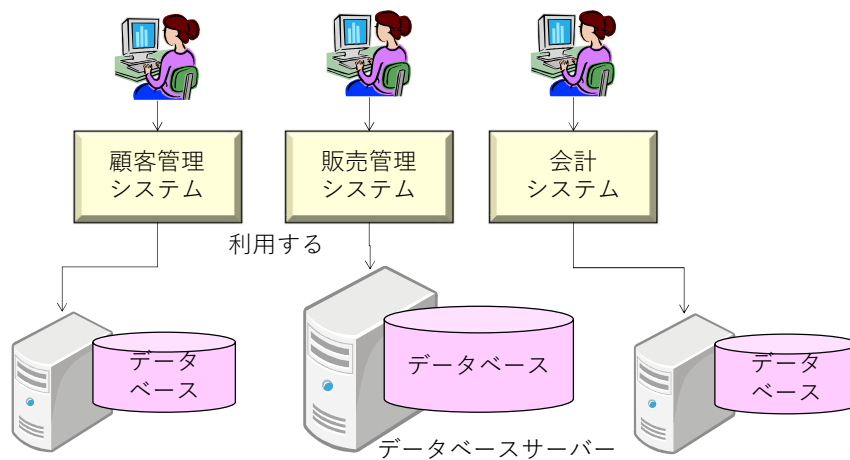 顧客管理
システム
販売管理
システム
会計
システム
利用する
データ
ベース
データベース
データ
ベース
データベースサーバー